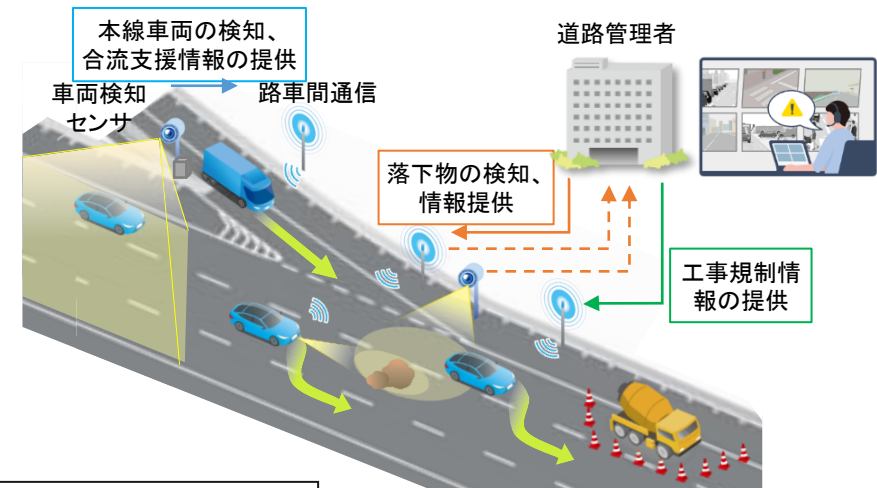 本線車両の検知、
合流支援情報の提供
車両検知
センサ
路車間通信
道路管理者
落下物の検知、
情報提供
工事規制情
報の提供